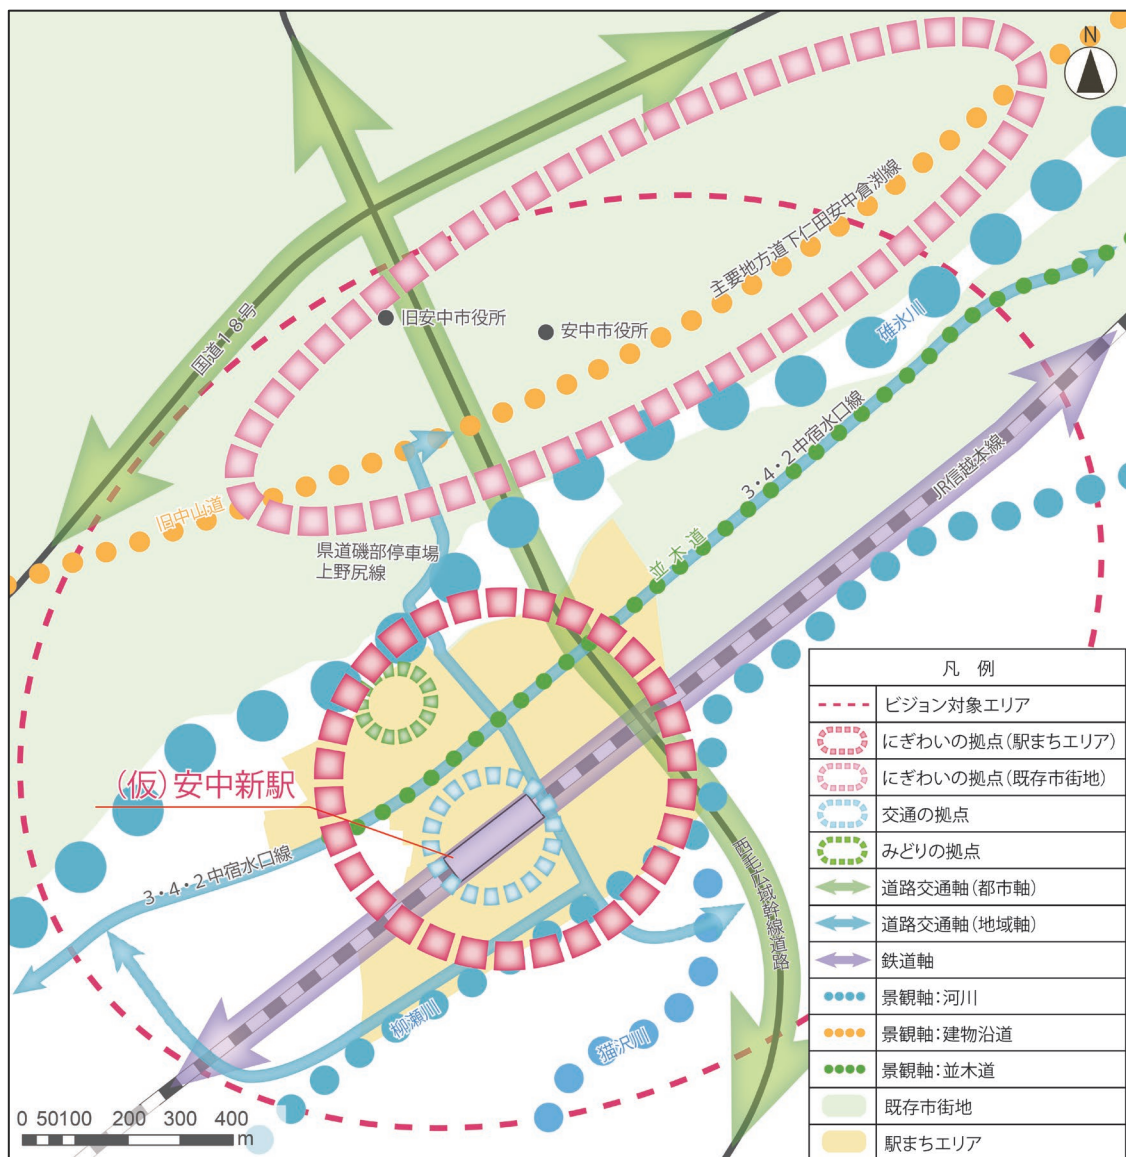 N
主要地方道下仁田安中倉渕線
国道18号
旧安中市役所
安中市役所
碓氷川
3・4・2中宿水口線
JR信越本線
旧中山道
並木道
県道磯部停車場
上野尻線
(仮)安中新駅
3・4・2中宿水口線
西毛広域幹線道路
柳瀬川
猫沢川
0 50100 200 300 400
m
凡 例
ビジョン対象エリア
にぎわいの拠点(駅まちエリア)
にぎわいの拠点(既存市街地)
交通の拠点
みどりの拠点
道路交通軸(都市軸)
道路交通軸(地域軸)
鉄道軸
景観軸:河川
景観軸:建物沿道
景観軸:並木道
既存市街地
駅まちエリア